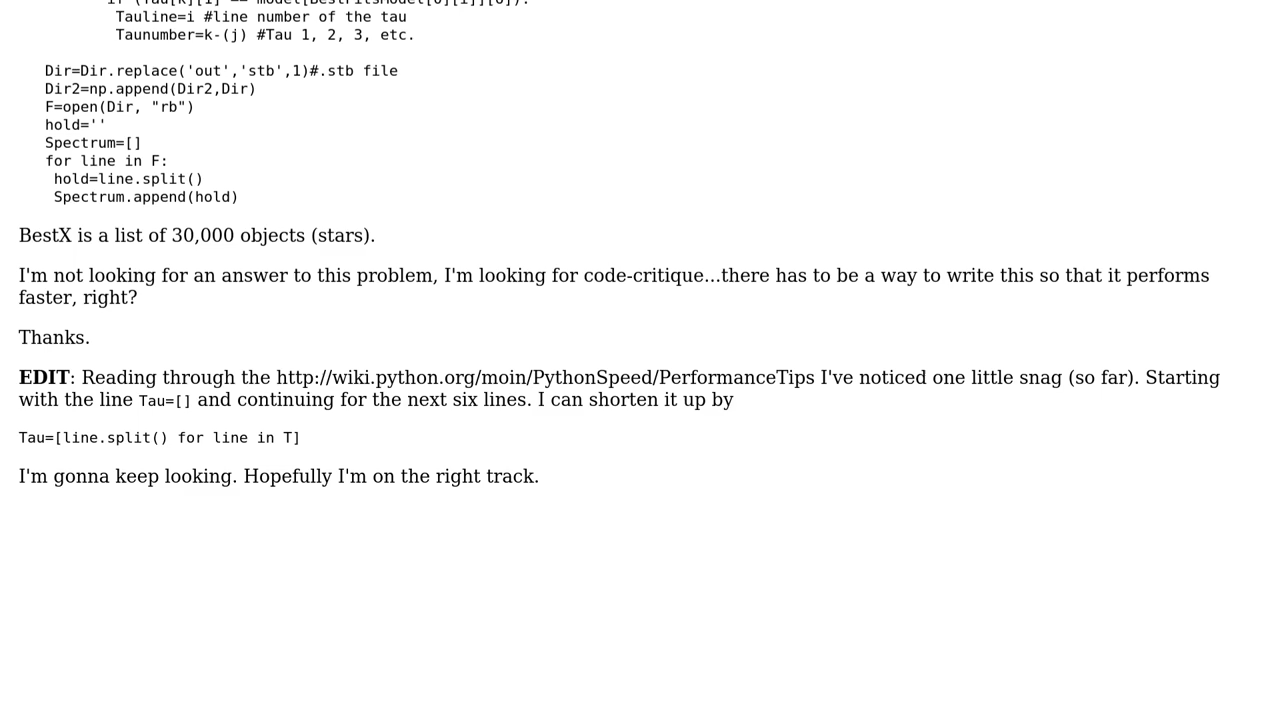 Tauline=i #line number of the tau
Taunumber=k-(j) #Tau 1, 2, 3, etc.
Dir=Dir.replace('out','stb',1)#.stb file
Dir2=np.append(Dir2,Dir)
F=open(Dir, "rb")
hold=''
Spectrum=[]
for line in F:
hold=line.split()
Spectrum.append(hold)
BestX is a list of 30,000 objects (stars).
I'm not looking for an answer to this problem, I'm looking for code-critique...there has to be a way to write this so that it performs
faster, right?
Thanks.
EDIT: Reading through the http://wiki.python.org/moin/PythonSpeed/PerformanceTips I've noticed one little snag (so far). Starting
with the line Tau=[] and continuing for the next six lines. I can shorten it up by
Tau=[line.split() for line in T]
I'm gonna keep looking. Hopefully I'm on the right track.